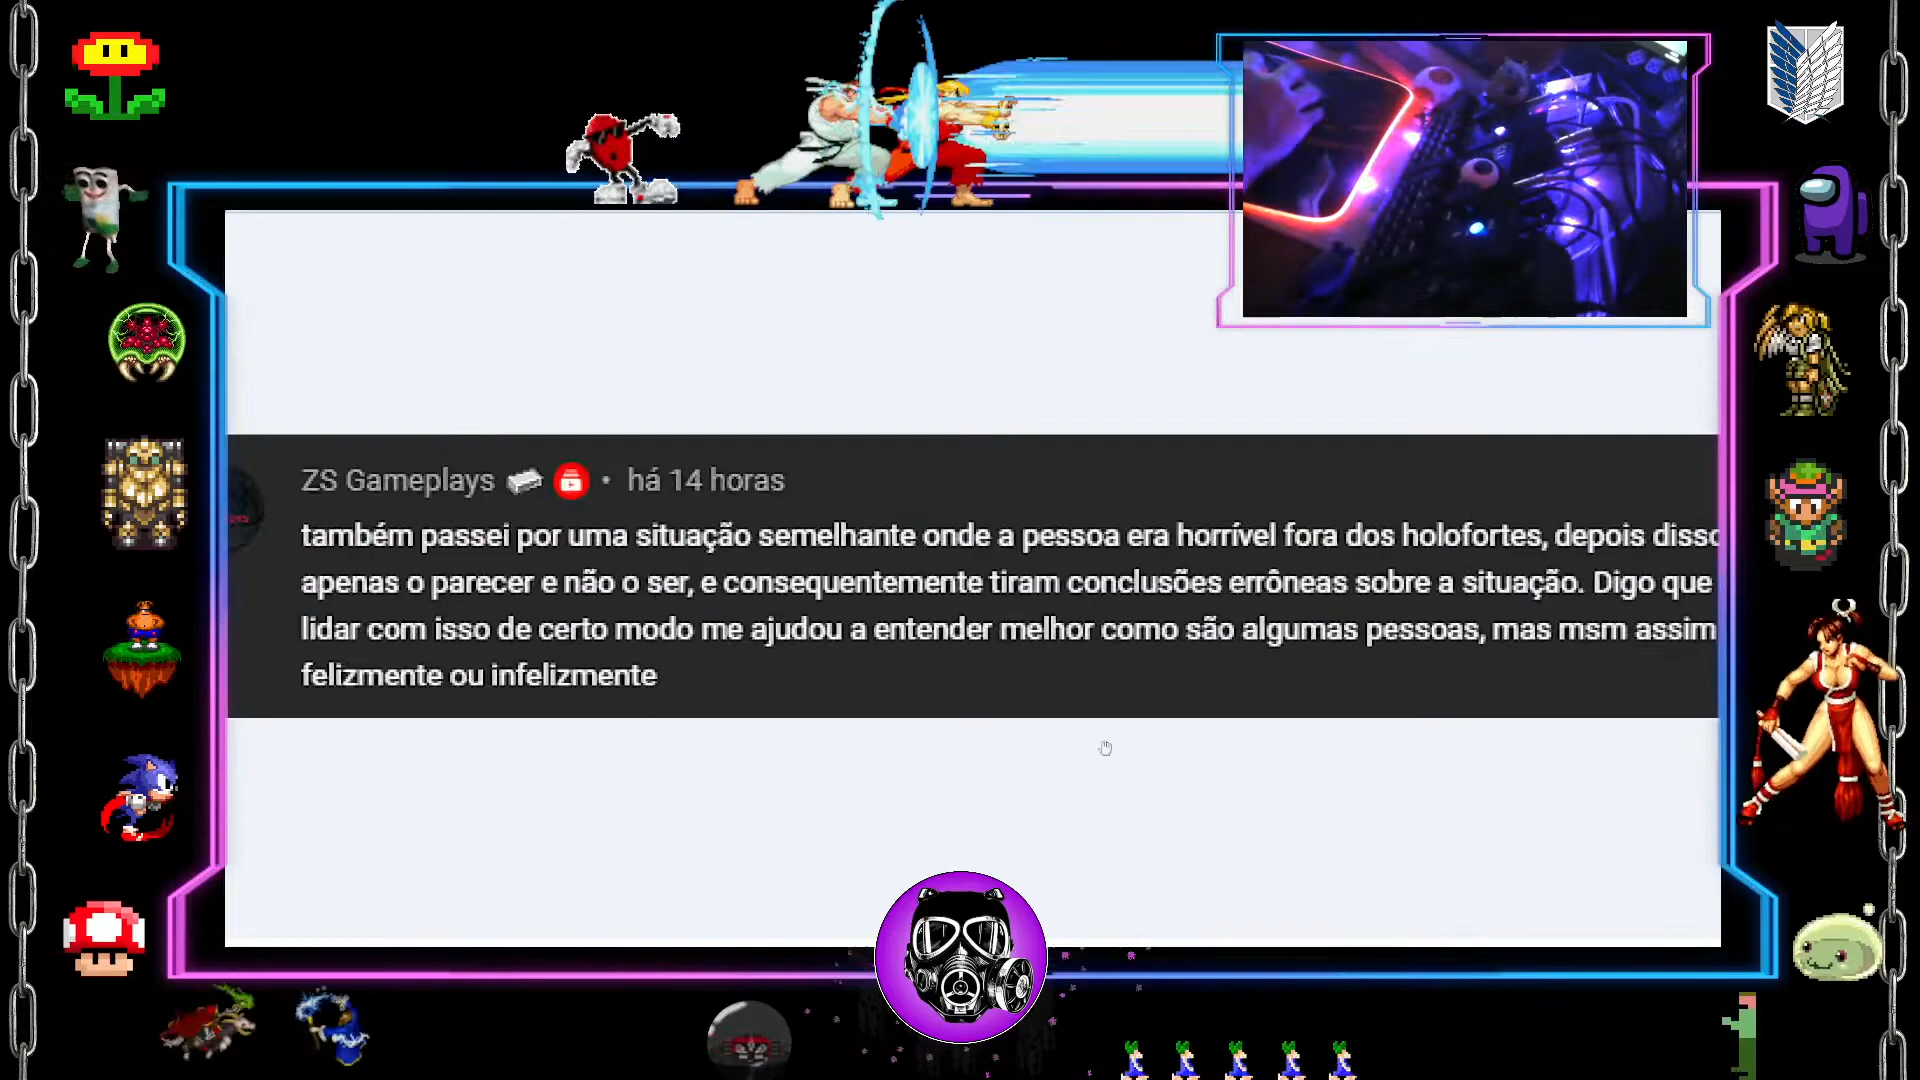 ZS Gameplays • há 14 horas
também passei por uma situação semelhante onde a pessoa era horrível fora dos holofortes, depois disso
apenas o parecer e não o ser, e consequentemente tiram conclusões errôneas sobre a situação. Digo que
lidar com isso de certo modo me ajudou a entender melhor como são algumas pessoas, mas msm assim
felizmente ou infelizmente